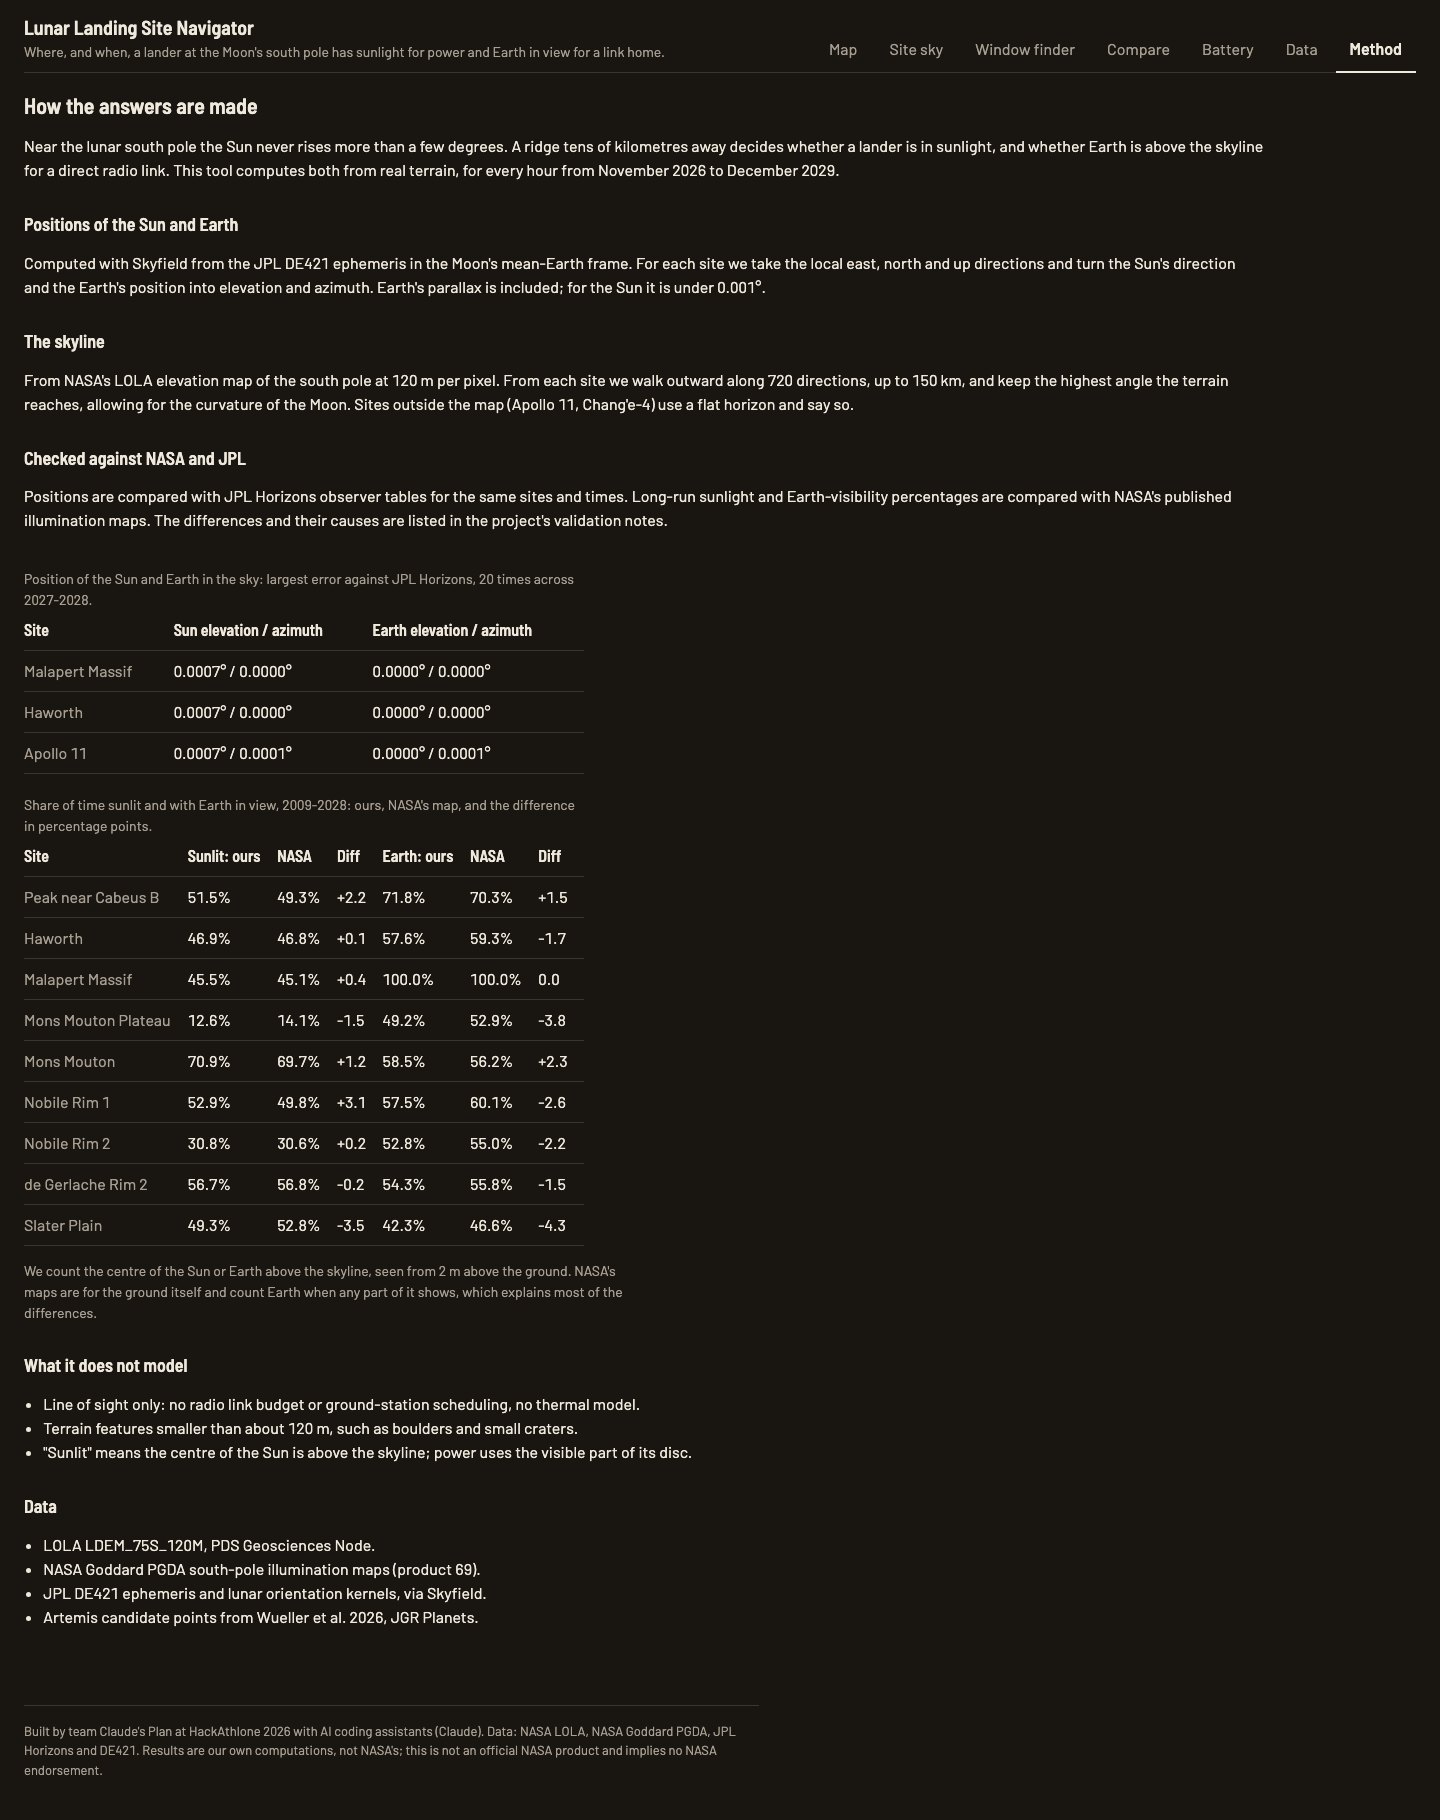 Lunar Landing Site Navigator
Where, and when, a lander at the Moon's south pole has sunlight for power and Earth in view for a link home.
Map Site sky Window finder Compare Battery Data Method
How the answers are made
Near the lunar south pole the Sun never rises more than a few degrees. A ridge tens of kilometres away decides whether a lander is in sunlight, and whether Earth is above the skyline
for a direct radio link. This tool computes both from real terrain, for every hour from November 2026 to December 2029.
Positions of the Sun and Earth
Computed with Skyfield from the JPL DE421 ephemeris in the Moon's mean-Earth frame. For each site we take the local east, north and up directions and turn the Sun's direction
and the Earth's position into elevation and azimuth. Earth's parallax is included; for the Sun it is under 0.001°.
The skyline
From NASA's LOLA elevation map of the south pole at 120 m per pixel. From each site we walk outward along 720 directions, up to 150 km, and keep the highest angle the terrain
reaches, allowing for the curvature of the Moon. Sites outside the map (Apollo 11, Chang'e-4) use a flat horizon and say so.
Checked against NASA and JPL
Positions are compared with JPL Horizons observer tables for the same sites and times. Long-run sunlight and Earth-visibility percentages are compared with NASA's published
illumination maps. The differences and their causes are listed in the project's validation notes.
Position of the Sun and Earth in the sky: largest error against JPL Horizons, 20 times across
2027-2028.
Site Sun elevation / azimuth Earth elevation / azimuth
Malapert Massif 0.0007° / 0.0000° 0.0000° / 0.0000°
Haworth 0.0007° / 0.0000° 0.0000° / 0.0000°
Apollo 11 0.0007° / 0.0001° 0.0000° / 0.0001°
Share of time sunlit and with Earth in view, 2009-2028: ours, NASA's map, and the difference
in percentage points.
Site Sunlit: ours NASA Diff Earth: ours NASA Diff
Peak near Cabeus B 51.5% 49.3% +2.2 71.8% 70.3% +1.5
Haworth 46.9% 46.8% +0.1 57.6% 59.3% -1.7
Malapert Massif 45.5% 45.1% +0.4 100.0% 100.0% 0.0
Mons Mouton Plateau 12.6% 14.1% -1.5 49.2% 52.9% -3.8
Mons Mouton 70.9% 69.7% +1.2 58.5% 56.2% +2.3
Nobile Rim 1 52.9% 49.8% +3.1 57.5% 60.1% -2.6
Nobile Rim 2 30.8% 30.6% +0.2 52.8% 55.0% -2.2
de Gerlache Rim 2 56.7% 56.8% -0.2 54.3% 55.8% -1.5
Slater Plain 49.3% 52.8% -3.5 42.3% 46.6% -4.3
We count the centre of the Sun or Earth above the skyline, seen from 2 m above the ground. NASA's
maps are for the ground itself and count Earth when any part of it shows, which explains most of the
differences.
What it does not model
• Line of sight only: no radio link budget or ground-station scheduling, no thermal model.
• Terrain features smaller than about 120 m, such as boulders and small craters.
• "Sunlit" means the centre of the Sun is above the skyline; power uses the visible part of its disc.
Data
• LOLA LDEM_75S_120M, PDS Geosciences Node.
• NASA Goddard PGDA south-pole illumination maps (product 69).
• JPL DE421 ephemeris and lunar orientation kernels, via Skyfield.
• Artemis candidate points from Wueller et al. 2026, JGR Planets.
Built by team Claude's Plan at HackAthlone 2026 with AI coding assistants (Claude). Data: NASA LOLA, NASA Goddard PGDA, JPL
Horizons and DE421. Results are our own computations, not NASA's; this is not an official NASA product and implies no NASA
endorsement.